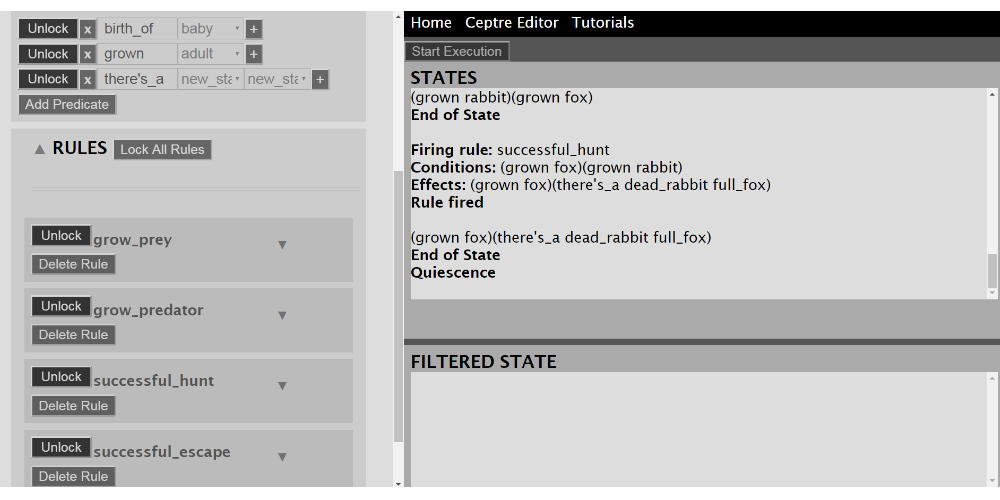 Unlock x birth_of baby +
Unlock x grown adult +
Unlock x there's_a new_sta new_sta +
Add Predicate
RULES Lock All Rules
Unlock grow_prey
Delete Rule
Unlock grow_predator
Delete Rule
Unlock successful_hunt
Delete Rule
Unlock successful_escape
Delete Rule
Home Ceptre Editor Tutorials
Start Execution
STATES
(grown rabbit)(grown fox)
End of State
Firing rule: successful_hunt
Conditions: (grown fox)(grown rabbit)
Effects: (grown fox)(there's_a dead_rabbit full_fox)
Rule fired
(grown fox)(there's_a dead_rabbit full_fox)
End of State
Quiescence
FILTERED STATE